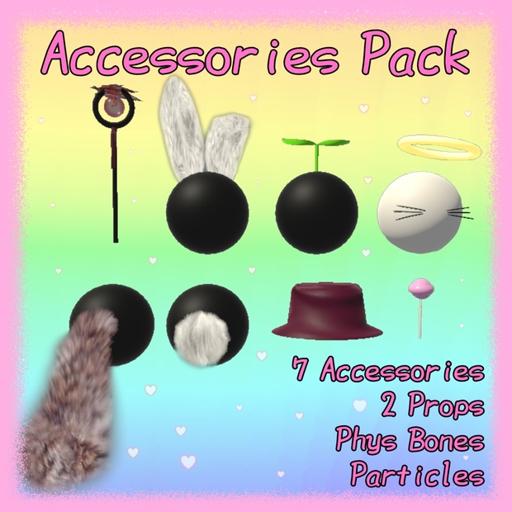 Accessories Pack
7 Accessories
2 Props
Phys Bones
Particles